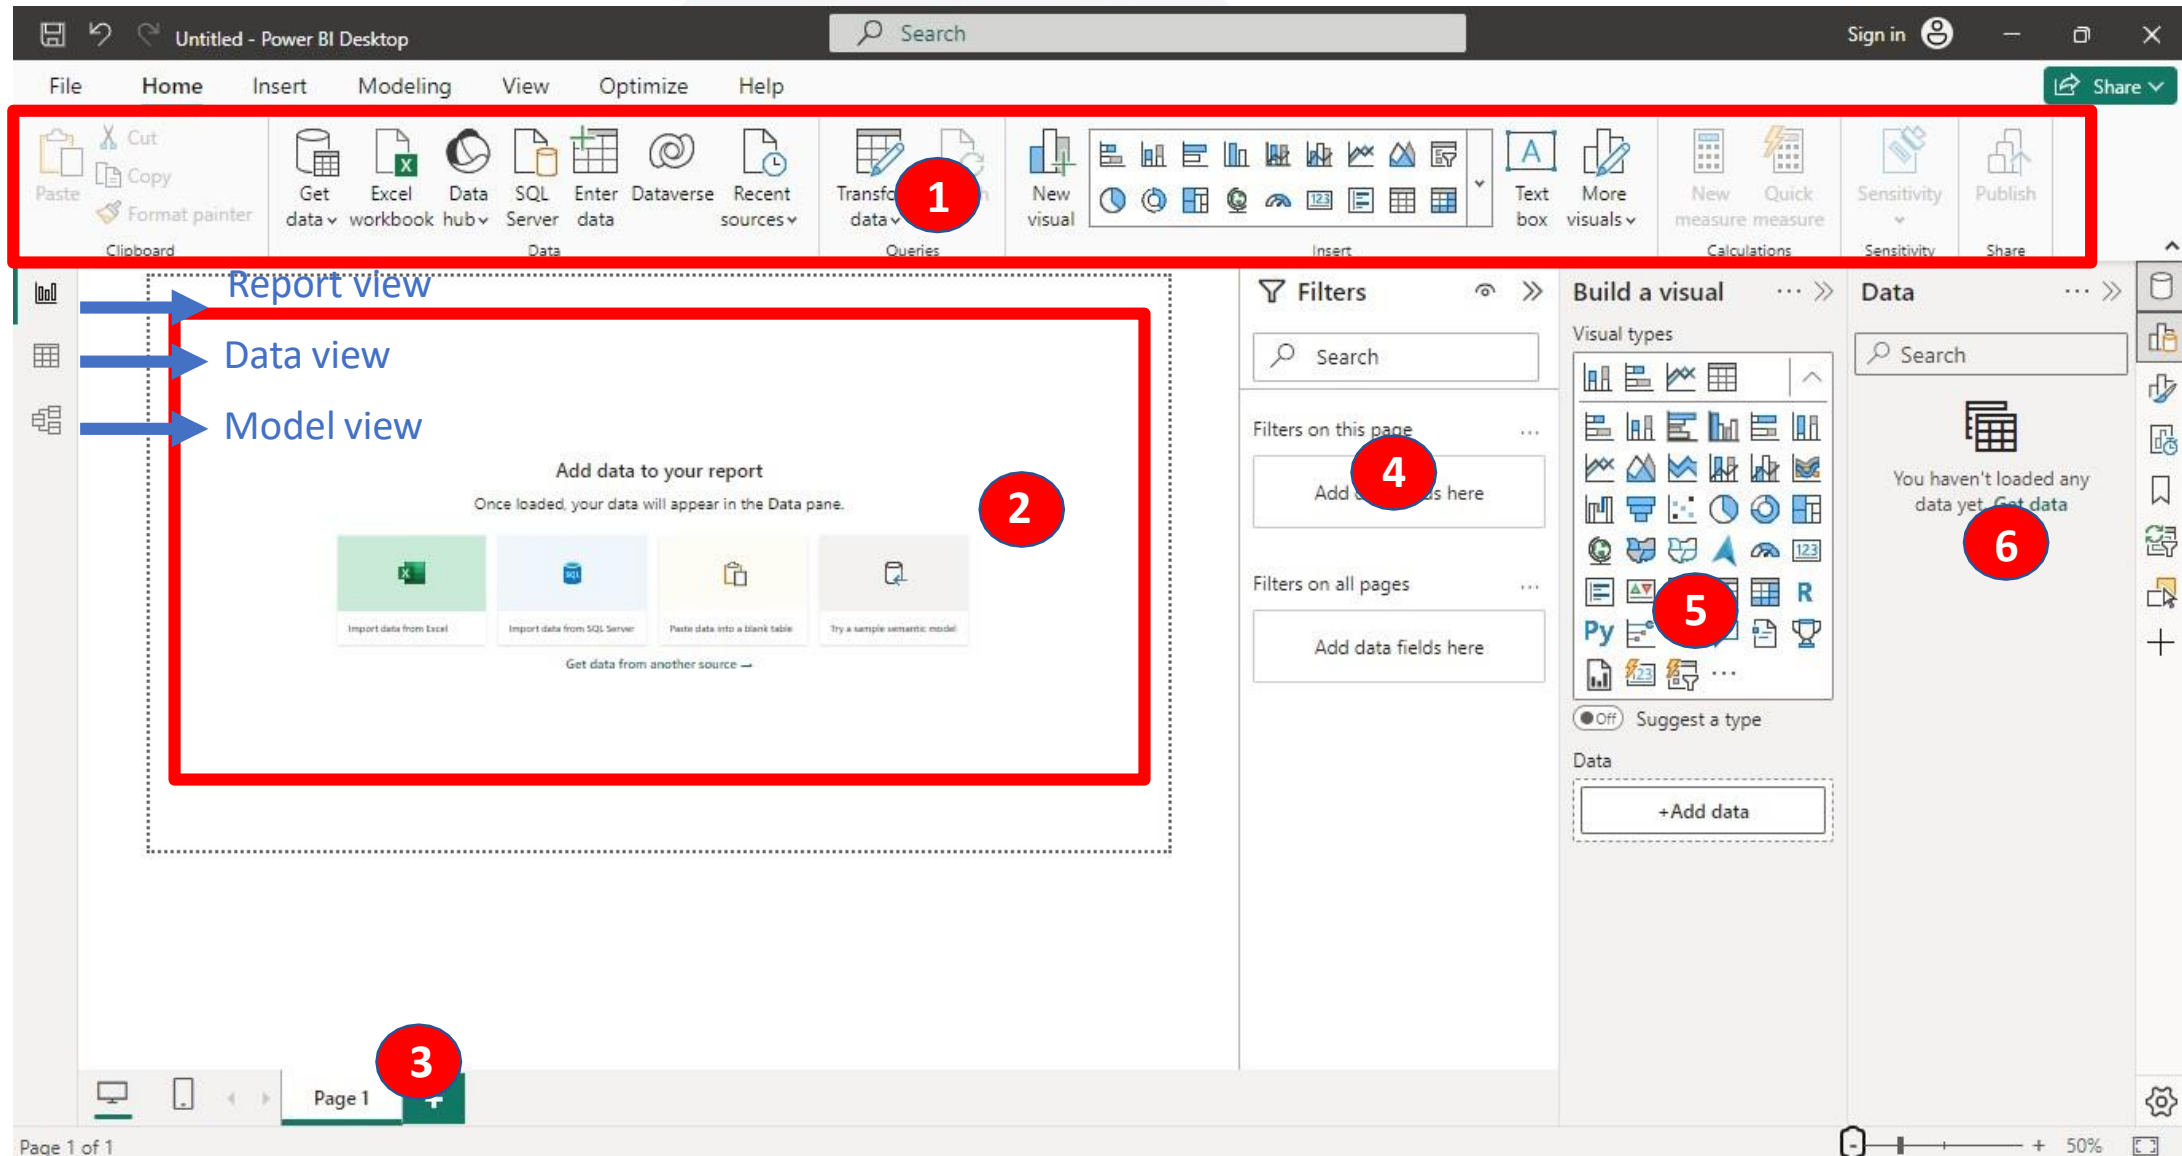 Untitled - Power BI Desktop
Search
Sign in
File Home Insert Modeling View Optimize Help
Share
Paste
Cut
Copy
Format painter
Clipboard
Get data
Excel workbook
Data hub
SQL Server
Enter data
Dataverse
Recent sources
Data
data
1
Queries
New visual
123
Insert
A
Text box
More visuals
New measure
Quick measure
Calculations
Sensitivity
Sensitivity
Publish
Share
Report view
Data view
Model view
Add data to your report
Once loaded, your data will appear in the Data pane.
2
X
SQL
Import data from Excel
Import data from SQL Server
Paste data into a blank table
Try a sample semantic model
Get data from another source →
Filters
Search
Filters on this page
...
4
Add
here
Filters on all pages
...
Add data fields here
Build a visual
...
Visual types
123
R
5
Py
123
...
Off
Suggest a type
Data
+Add data
Data
...
Search
You haven't loaded any
data yet. Get data
6
3
Page 1
+
Page 1 of 1
-
+
50%